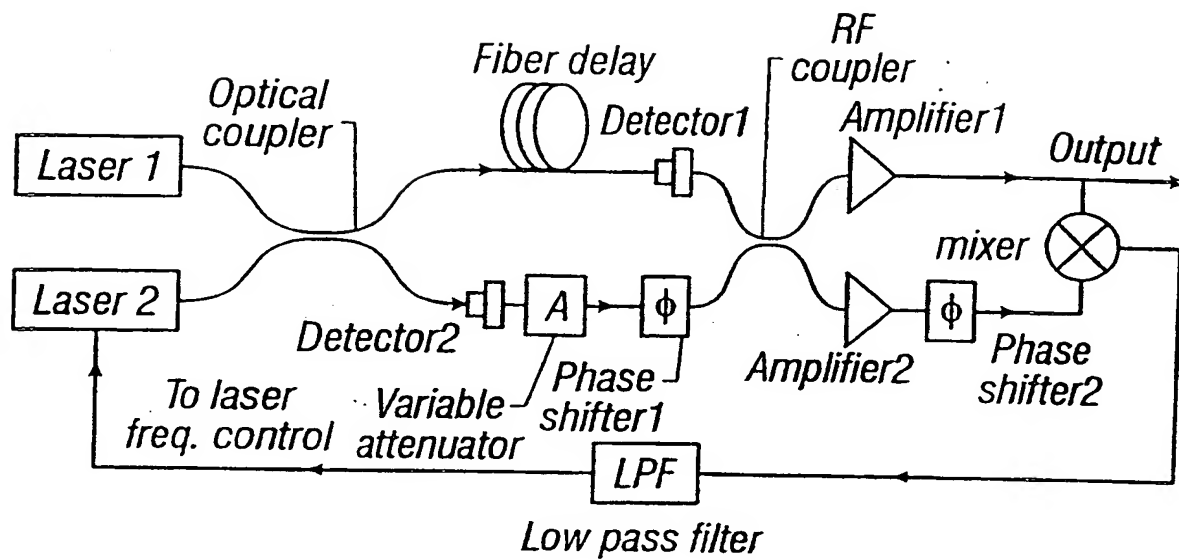 RF
coupler
Fiber delay
Optical
coupler
Detector1
Amplifier1
Output
Laser 1
mixer
Laser 2
A
ϕ
ϕ
Detector2
Amplifier2
Phase
shifter2
Phase
shifter1
Variable
attenuator
To laser
freq. control
LPF
Low pass filter